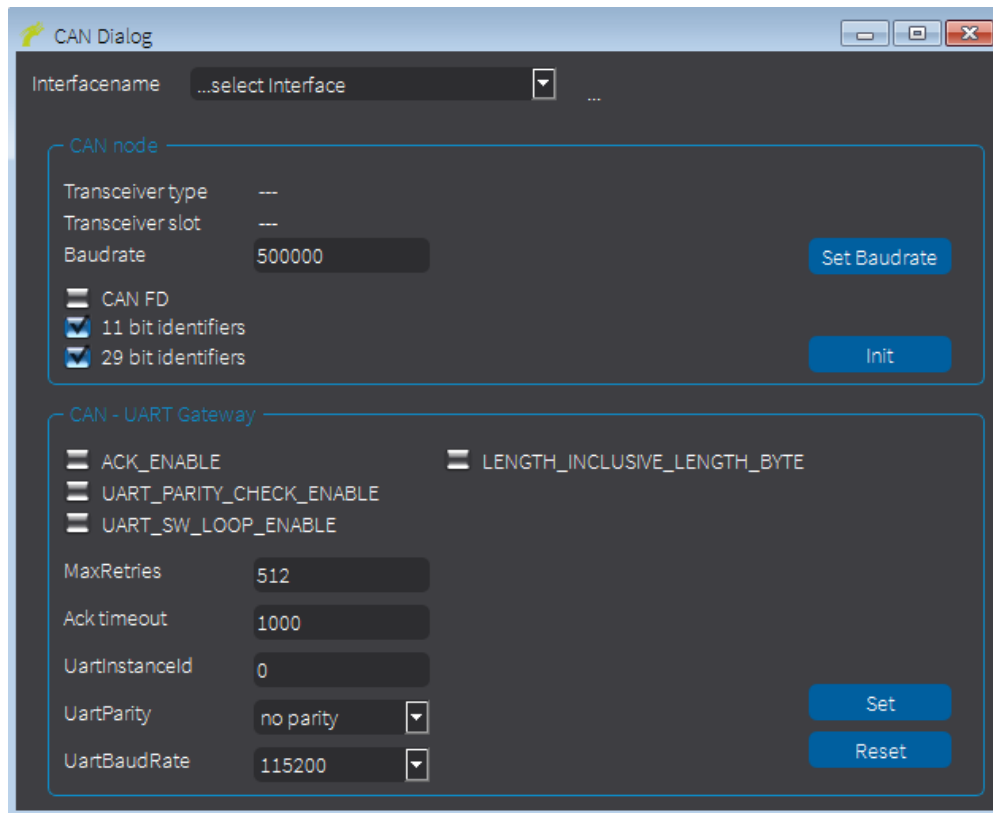 CAN Dialog
Interfacename ...select Interface ...
CAN node
Transceiver type ---
Transceiver slot ---
Baudrate 500000 Set Baudrate
CAN FD
11 bit identifiers
29 bit identifiers Init
CAN - UART Gateway
ACK_ENABLE LENGTH_INCLUSIVE_LENGTH_BYTE
UART_PARITY_CHECK_ENABLE
UART_SW_LOOP_ENABLE
MaxRetries 512
Ack timeout 1000
UartInstanceId 0
UartParity no parity Set
UartBaudRate 115200 Reset